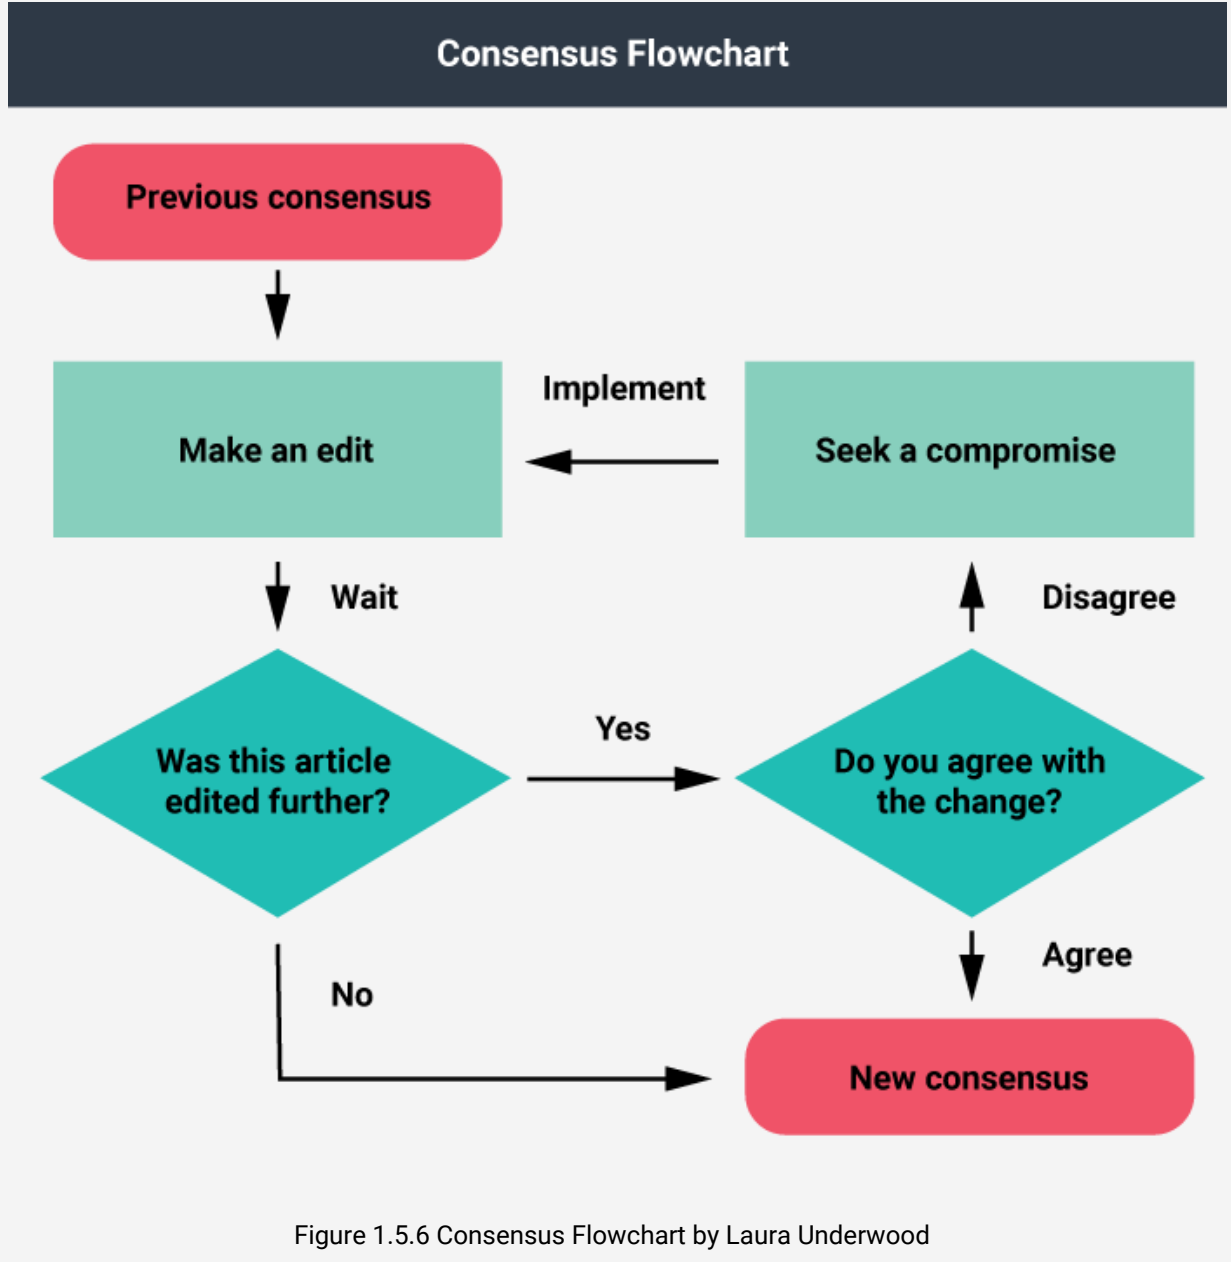 Consensus Flowchart
Previous consensus
Make an edit
Implement
Seek a compromise
Wait
Disagree
Was this article
edited further?
Yes
Do you agree with
the change?
No
Agree
New consensus
Figure 1.5.6 Consensus Flowchart by Laura Underwood